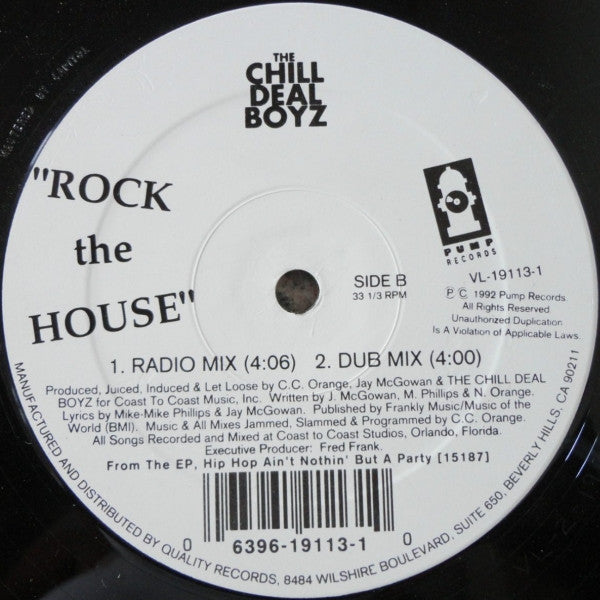 THE
CHILL
DEAL
BOYZ
"ROCK
the
HOUSE"
PUMP
RECORDS
VL-19113-1
SIDE B
33 1/3 RPM
℗ © 1992 Pump Records
All Rights Reserved
Unauthorized Duplication
Is A Violation of Applicable Laws.
1. RADIO MIX (4:06) 2. DUB MIX (4:00)
Produced, Juiced, Induced & Let Loose by C.C. Orange, Jay McGowan & THE CHILL DEAL
BOYZ for Coast To Coast Music, Inc. Written by J. McGowan, M. Phillips & N. Orange.
Lyrics by Mike-Mike Phillips & Jay McGowan. Published by Frankly Music/Music of the
World (BMI). Music & All Mixes Jammed, Slammed & Programmed by C.C. Orange.
All Songs Recorded and Mixed at Coast to Coast Studios, Orlando, Florida.
Executive Producer: Fred Frank.
From The EP, Hip Hop Ain't Nothin' But A Party [15187]
0 6396-19113-1 0
MANUFACTURED AND DISTRIBUTED BY QUALITY RECORDS, 8484 WILSHIRE BOULEVARD, SUITE 650, BEVERLY HILLS, CA 90211